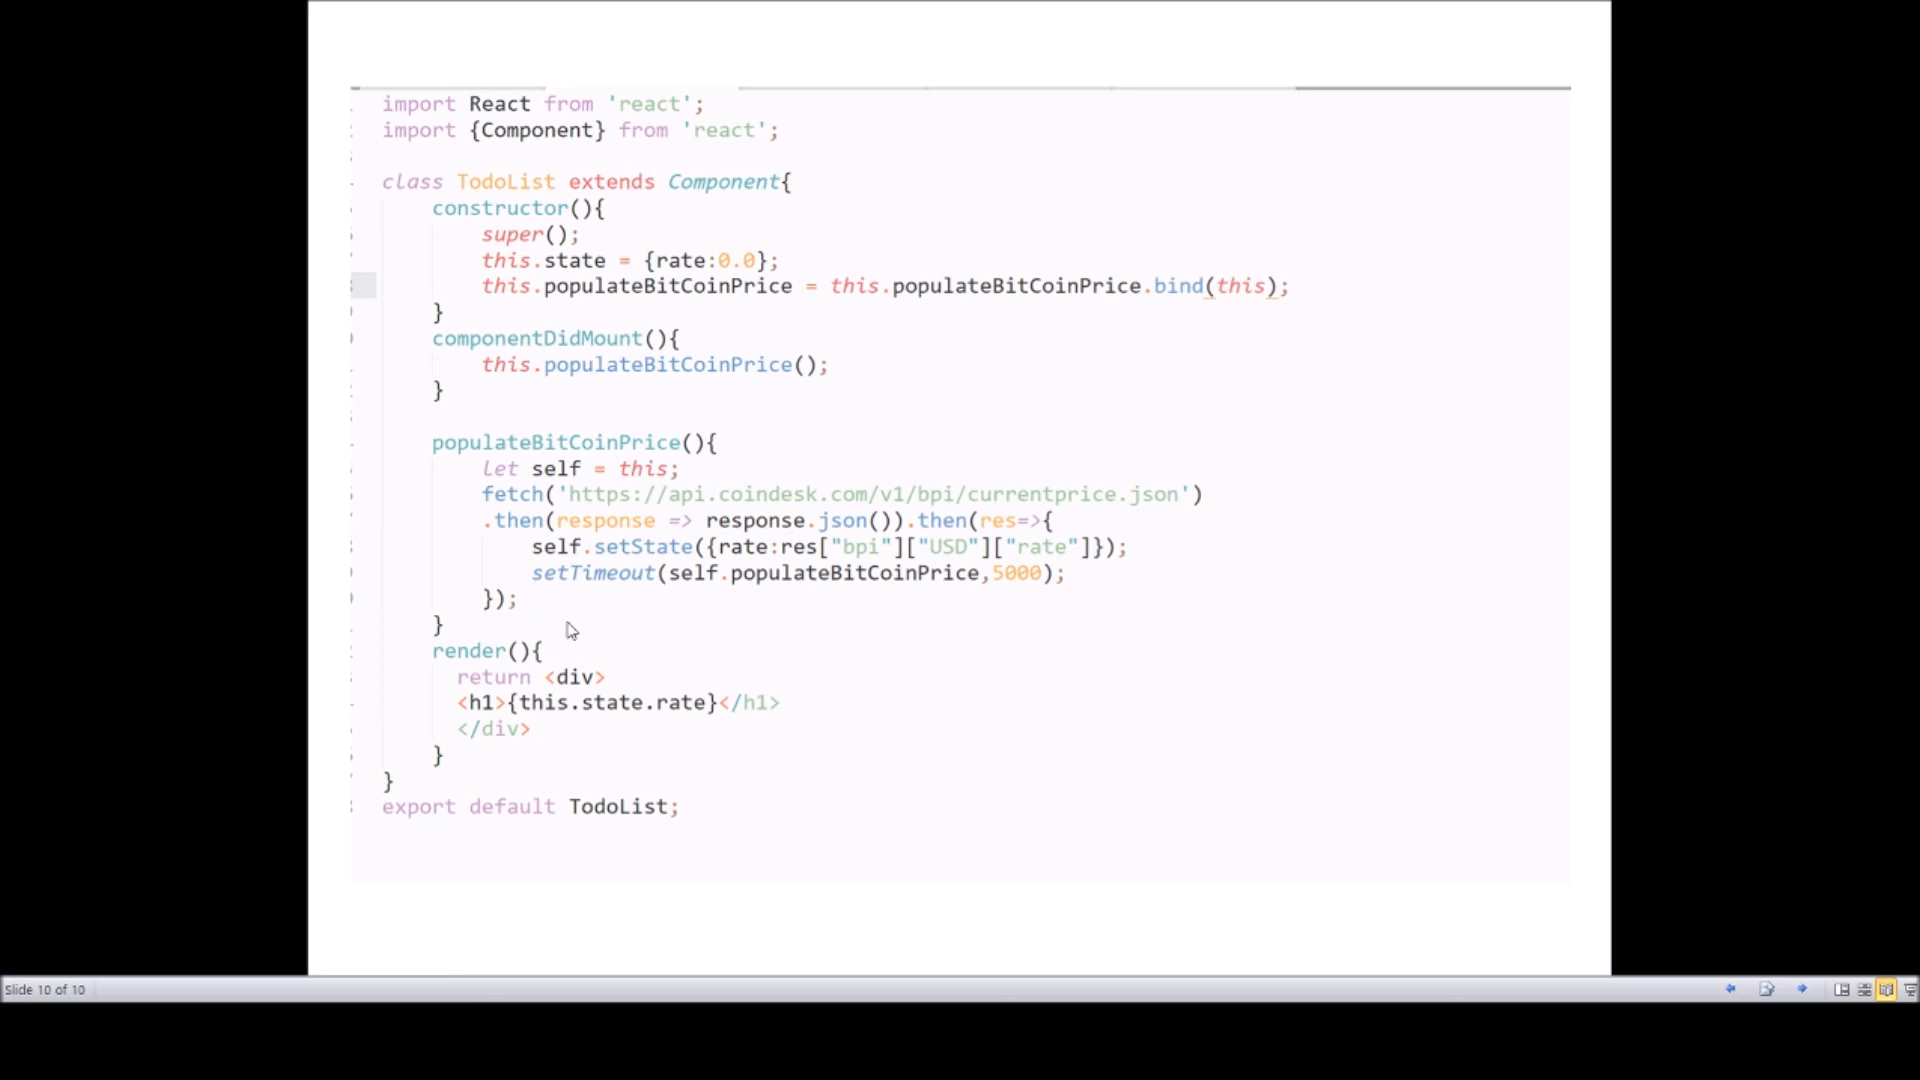 import React from 'react';
import {Component} from 'react';
class TodoList extends Component{
constructor(){
super();
this.state = {rate:0.0};
this.populateBitCoinPrice = this.populateBitCoinPrice.bind(this);
}
componentDidMount(){
this.populateBitCoinPrice();
}
populateBitCoinPrice(){
let self = this;
fetch('https://api.coindesk.com/v1/bpi/currentprice.json')
.then(response => response.json()).then(res=>{
self.setState({rate:res["bpi"]["USD"]["rate"]});
setTimeout(self.populateBitCoinPrice,5000);
});
}
render(){
return <div>
<h1>{this.state.rate}</h1>
</div>
}
}
export default TodoList;
Slide 10 of 10